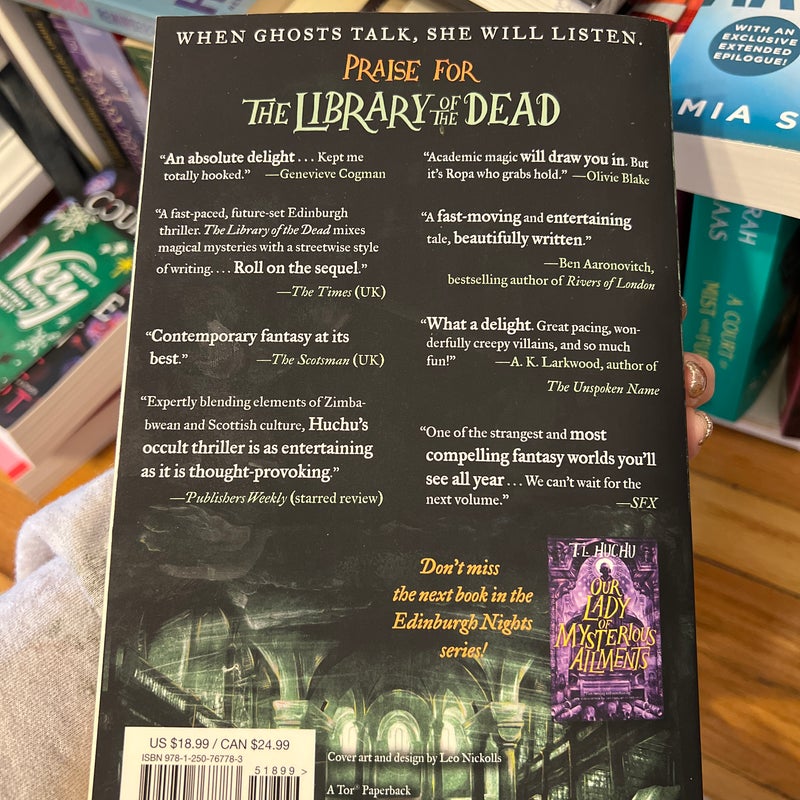 WHEN GHOSTS TALK, SHE WILL LISTEN.
PRAISE FOR
THE LIBRARY OF THE DEAD
“An absolute delight . . . Kept me
totally hooked.” —Genevieve Cogman
“A fast-paced, future-set Edinburgh
thriller. The Library of the Dead mixes
magical mysteries with a streetwise style
of writing. . . . Roll on the sequel.”
—The Times (UK)
“Contemporary fantasy at its
best.” —The Scotsman (UK)
“Expertly blending elements of Zimba-
bwean and Scottish culture, Huchu’s
occult thriller is as entertaining
as it is thought-provoking.”
—Publishers Weekly (starred review)
“Academic magic will draw you in. But
it’s Ropa who grabs hold.” —Olivie Blake
“A fast-moving and entertaining
tale, beautifully written.”
—Ben Aaronovitch,
bestselling author of Rivers of London
“What a delight. Great pacing, won-
derfully creepy villains, and so much
fun!” —A. K. Larkwood, author of
The Unspoken Name
“One of the strangest and most
compelling fantasy worlds you’ll
see all year . . . We can’t wait for the
next volume.” —SFX
Don’t miss
the next book in the
Edinburgh Nights
series!
T. L. HUCHU
OUR
LADY
OF
MYSTERIOUS
AILMENTS
US $18.99 / CAN $24.99
ISBN 978-1-250-76778-3
51899 >
Cover art and design by Leo Nickolls
A Tor® Paperback
WITH AN
EXCLUSIVE
EXTENDED
EPILOGUE!
MIA S
A COURT
MIST AND
Very